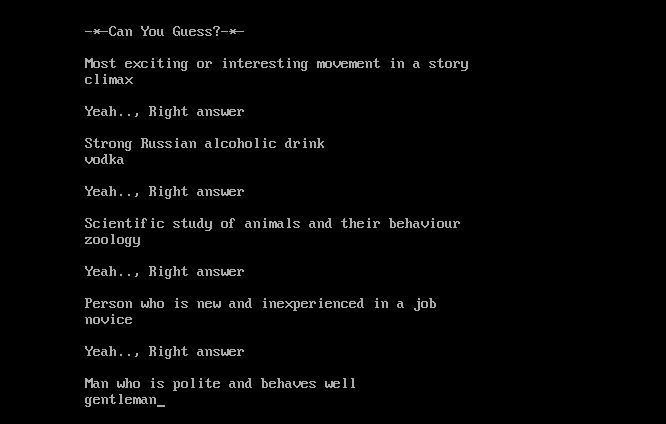 -*-Can You Guess?-*-
Most exciting or interesting movement in a story
climax
Yeah.., Right answer
Strong Russian alcoholic drink
vodka
Yeah.., Right answer
Scientific study of animals and their behaviour
zoology
Yeah.., Right answer
Person who is new and inexperienced in a job
novice
Yeah.., Right answer
Man who is polite and behaves well
gentleman_